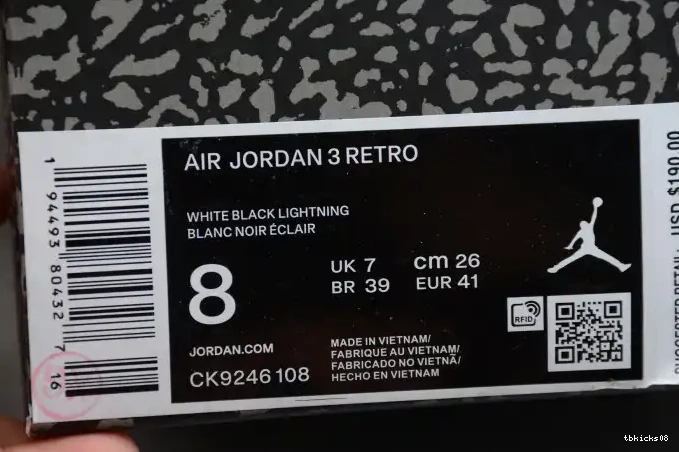 AIR JORDAN 3 RETRO
WHITE BLACK LIGHTNING
BLANC NOIR ÉCLAIR
8
UK 7 cm 26
BR 39 EUR 41
RFID
JORDAN.COM
CK9246 108
MADE IN VIETNAM/
FABRIQUE AU VIETNAM/
FABRICADO NO VIETNÃ/
HECHO EN VIETNAM
1 94493 80432 7 16
USD $190.00
tbkicks08